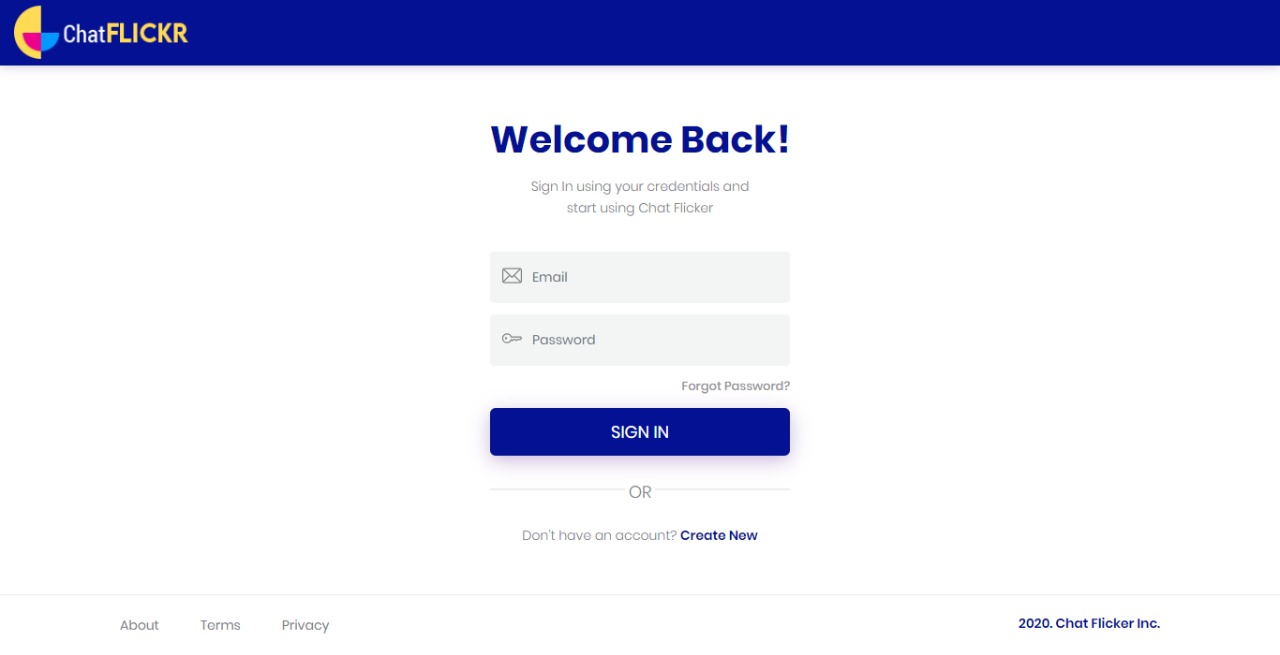 ChatFLICKR
Welcome Back!
Sign In using your credentials and
start using Chat Flicker
Email
Password
Forgot Password?
SIGN IN
OR
Don't have an account? Create New
About Terms Privacy 2020. Chat Flicker Inc.